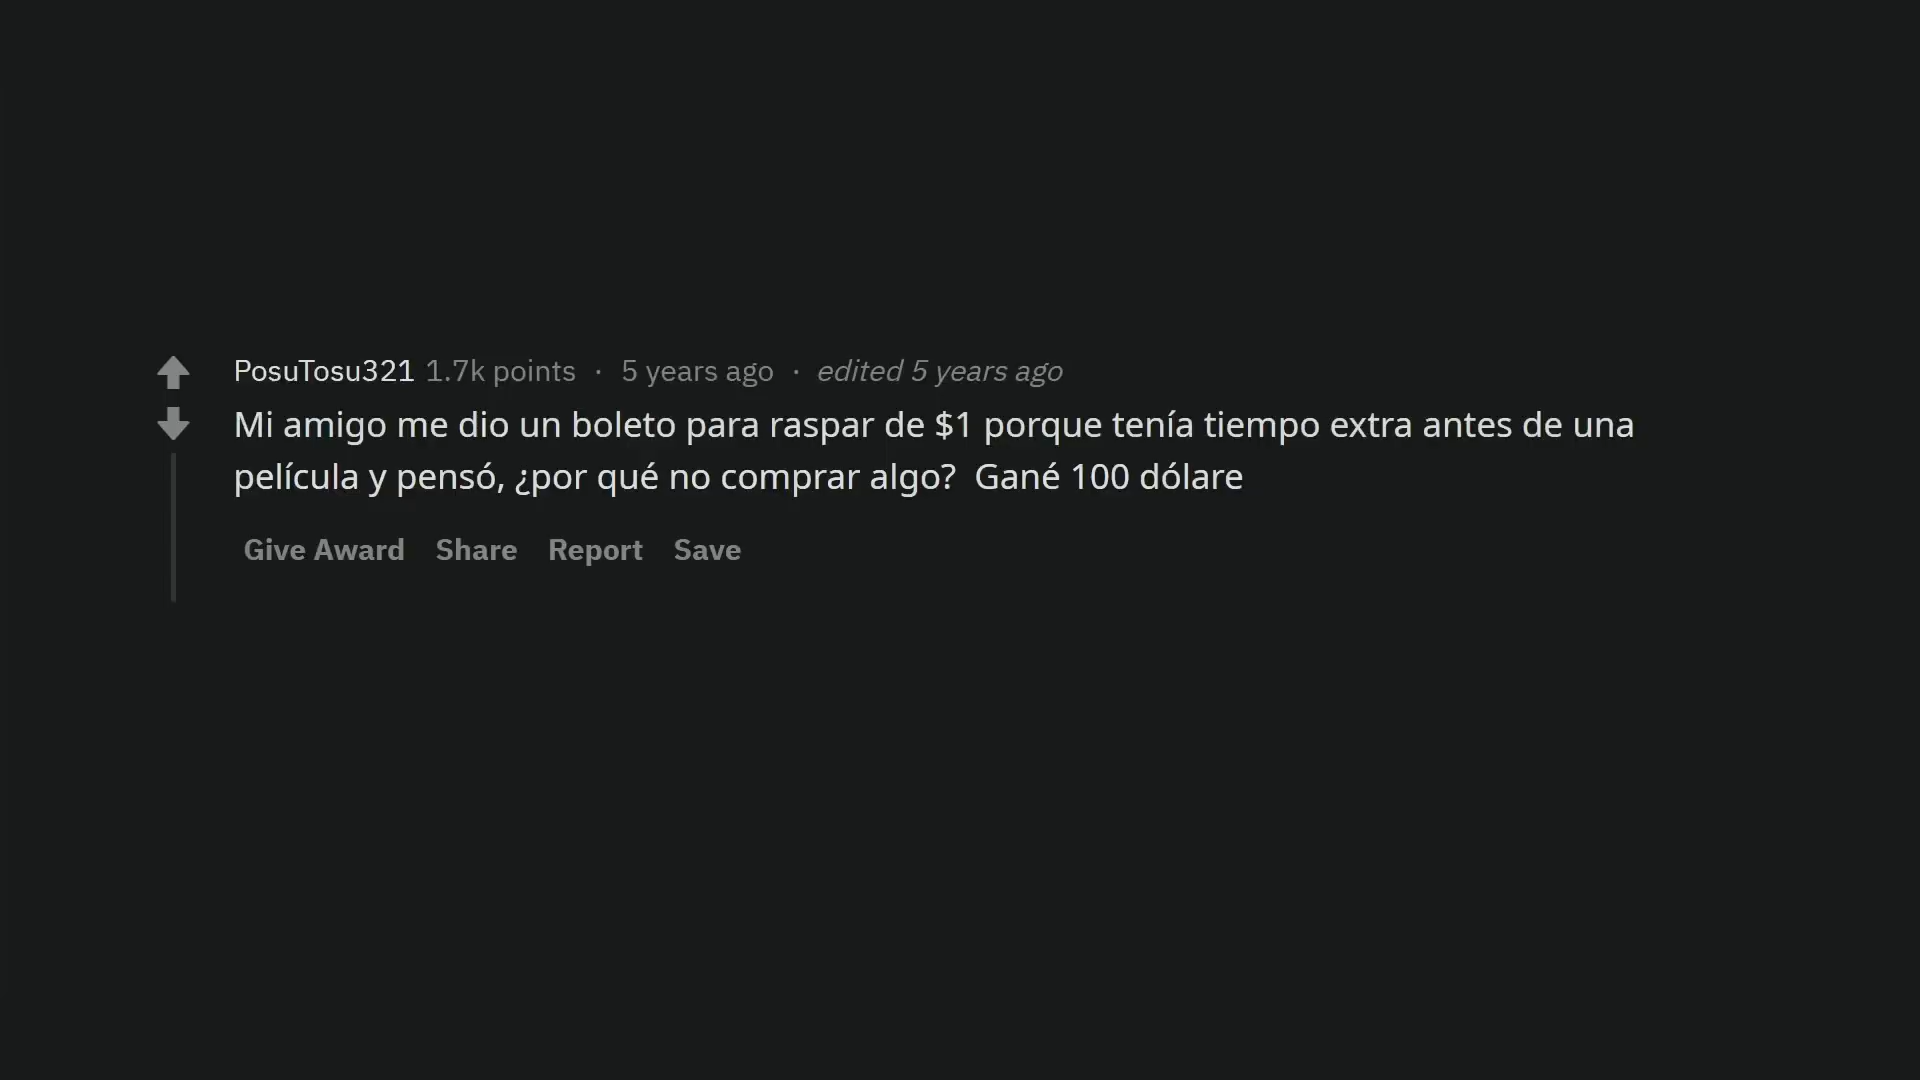 PosuTosu321 1.7k points · 5 years ago · edited 5 years ago
Mi amigo me dio un boleto para raspar de $1 porque tenía tiempo extra antes de una
película y pensó, ¿por qué no comprar algo?  Gané 100 dólare
Give Award Share Report Save